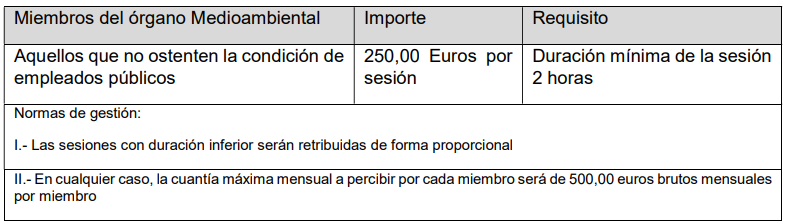 Miembros del órgano Medioambiental Importe Requisito
Aquellos que no ostenten la condición de 250,00 Euros por Duración mínima de la sesión
empleados públicos sesión 2 horas
Normas de gestión:
I.- Las sesiones con duración inferior serán retribuidas de forma proporcional
II.- En cualquier caso, la cuantía máxima mensual a percibir por cada miembro será de 500,00 euros brutos mensuales
por miembro